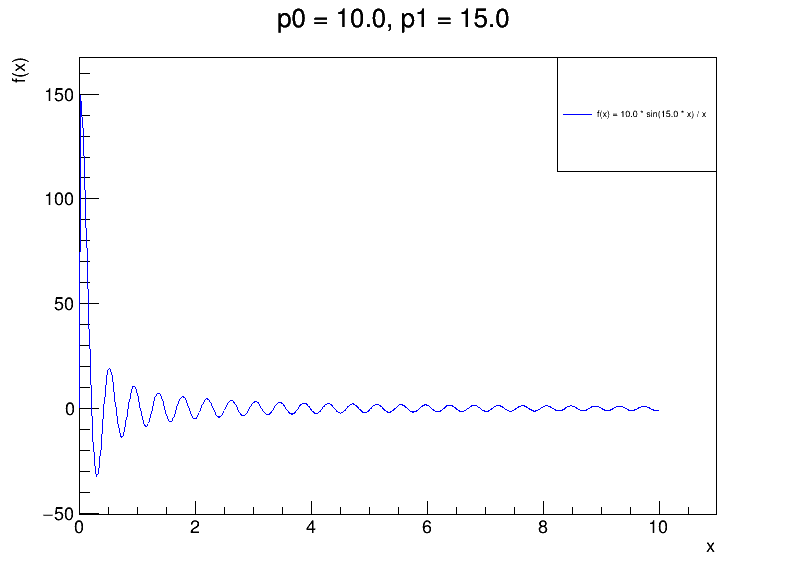 p0 = 10.0, p1 = 15.0
f(x)
f(x) = 10.0 * sin(15.0 * x) / x
150
100
50
0
−50
0 2 4 6 8 10
x